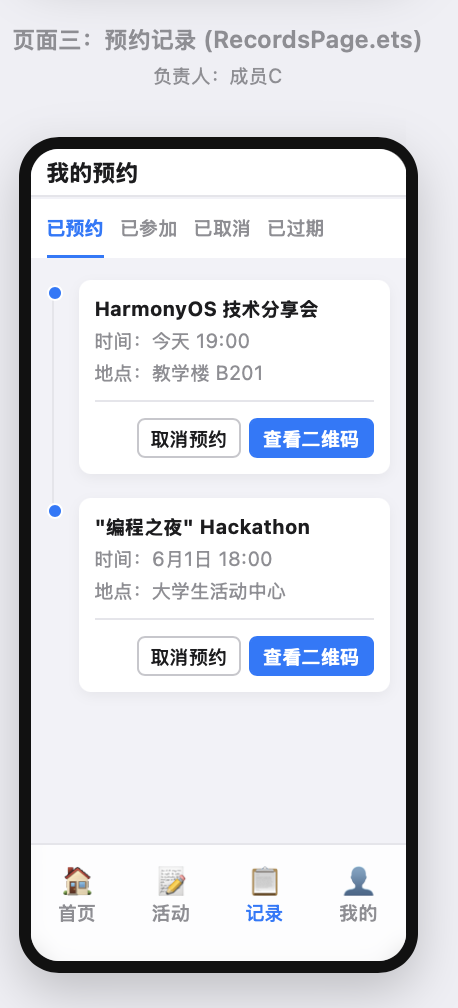 页面三：预约记录 (RecordsPage.ets)
负责人：成员C
我的预约
已预约 已参加 已取消 已过期
HarmonyOS 技术分享会
时间：今天 19:00
地点：教学楼 B201
取消预约 查看二维码
"编程之夜" Hackathon
时间：6月1日 18:00
地点：大学生活动中心
取消预约 查看二维码
首页 活动 记录 我的